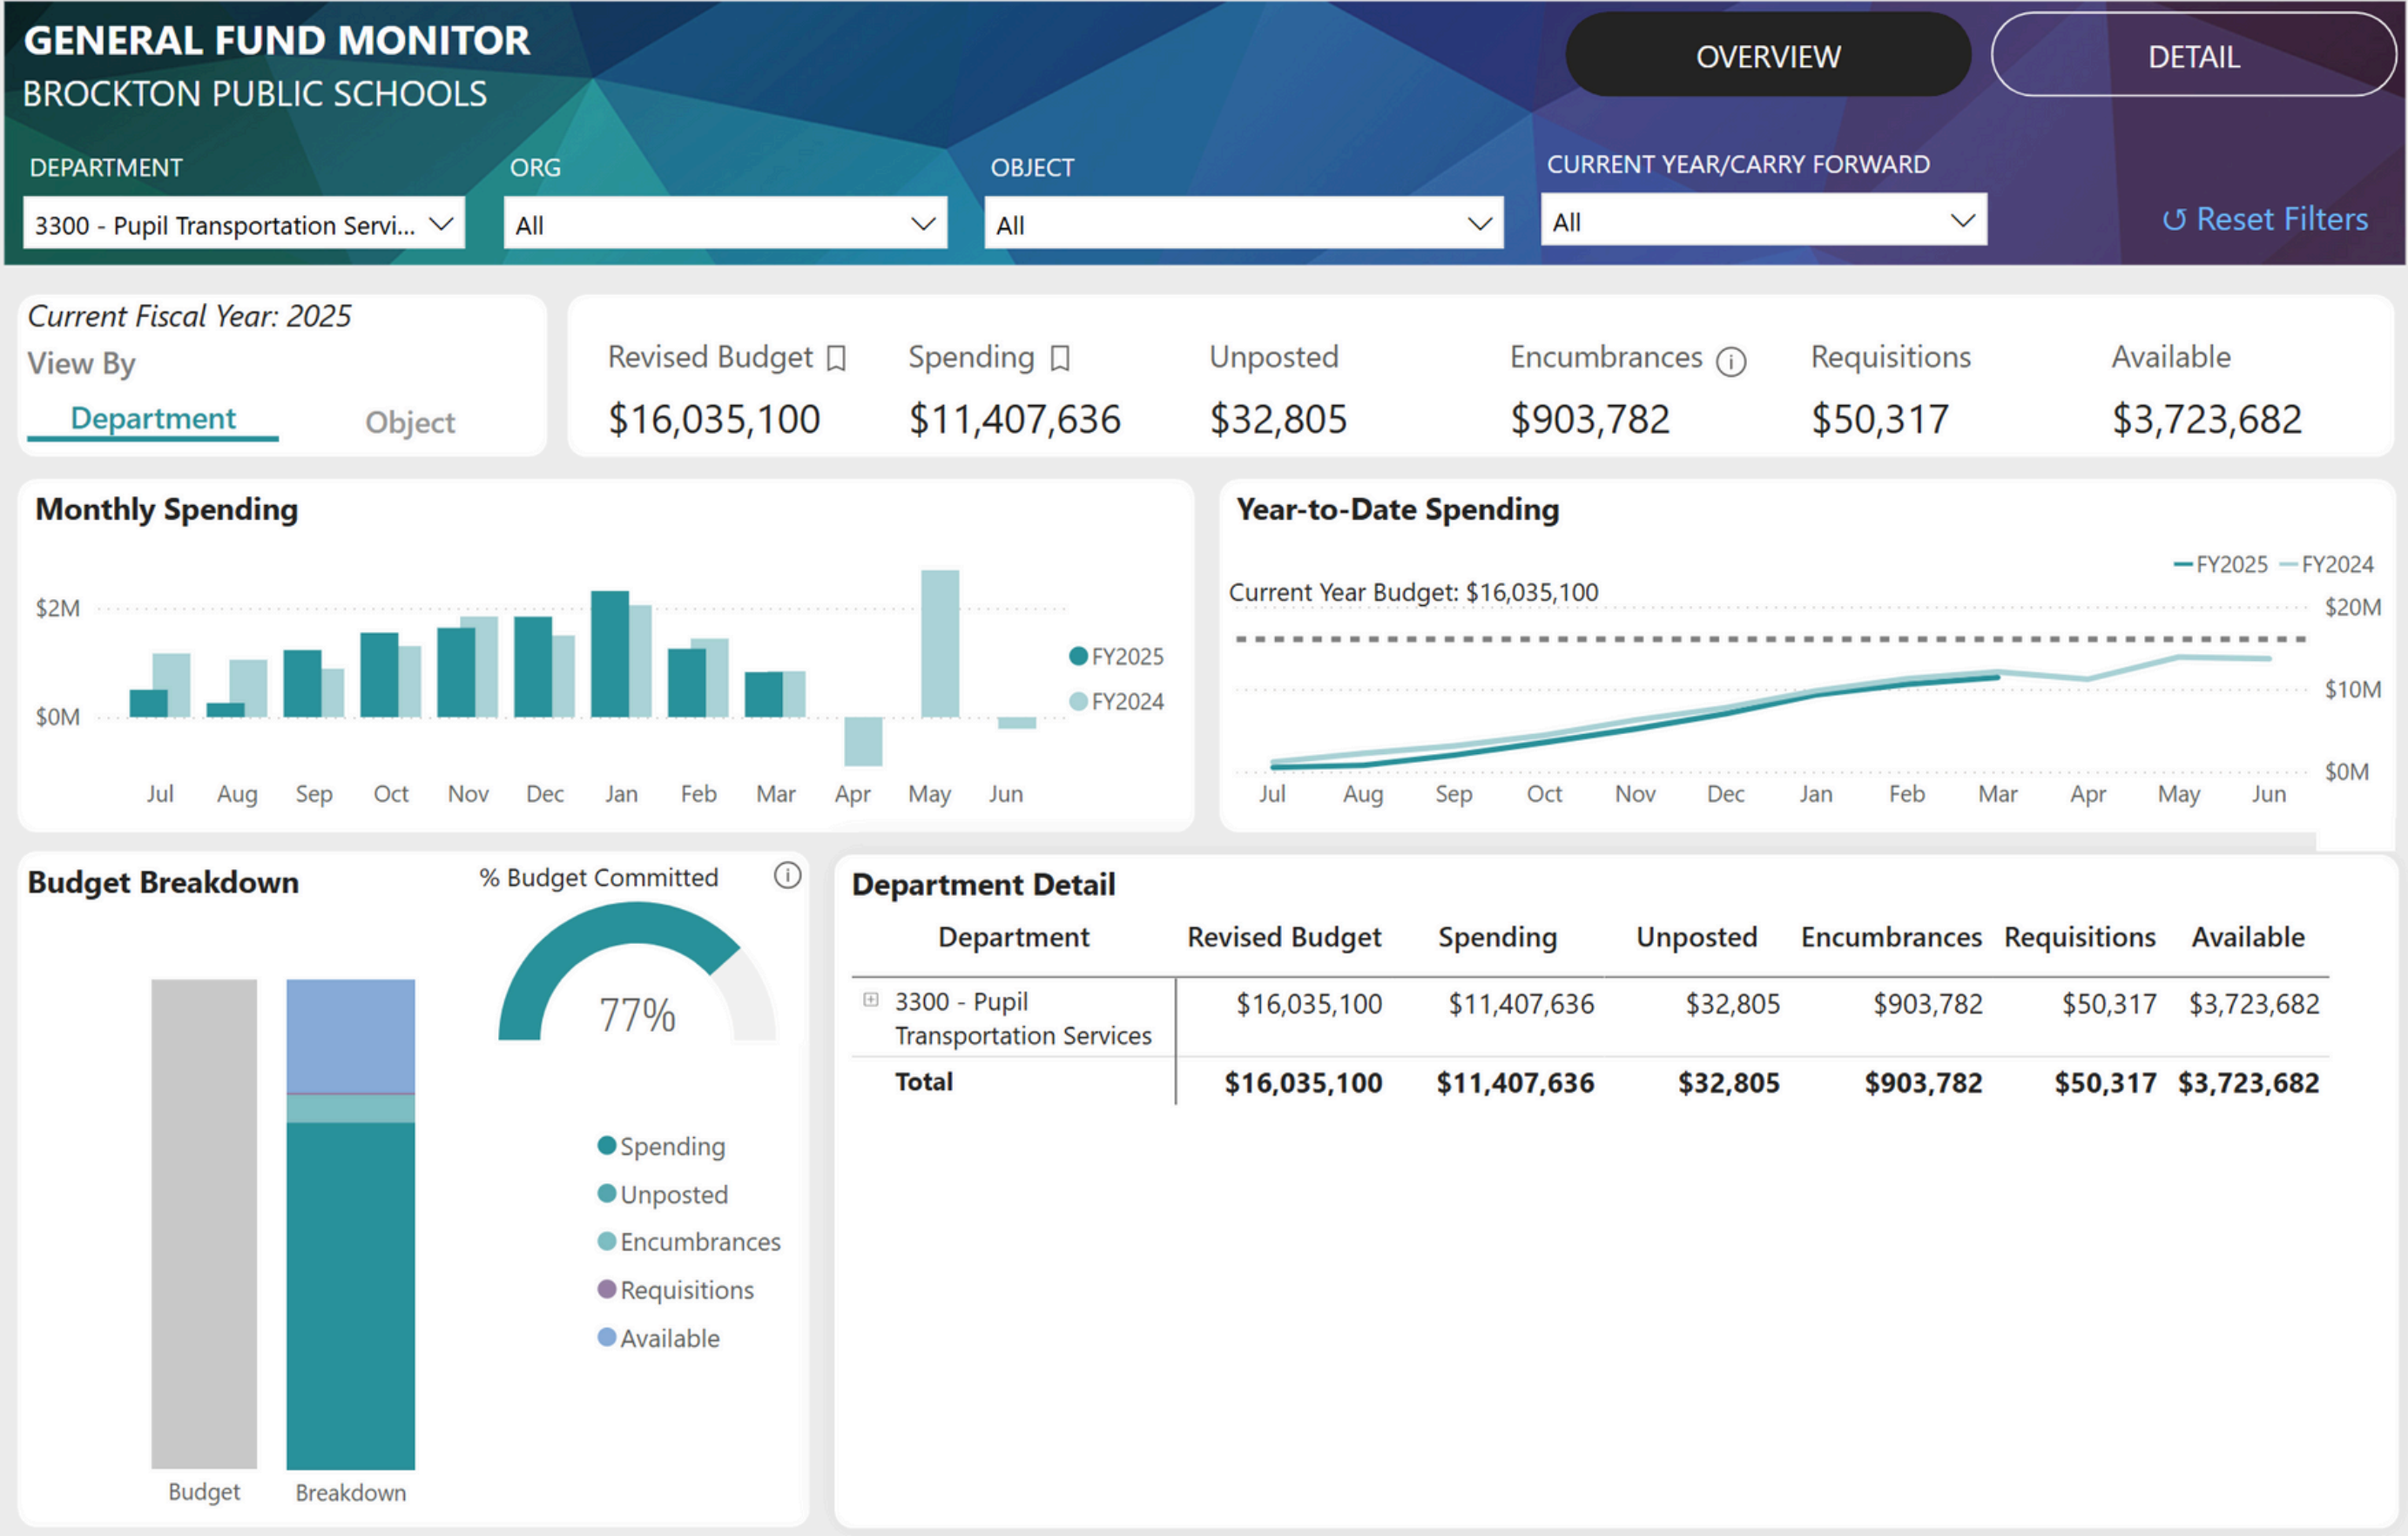 GENERAL FUND MONITOR
BROCKTON PUBLIC SCHOOLS
OVERVIEW
DETAIL
DEPARTMENT
ORG
OBJECT
CURRENT YEAR/CARRY FORWARD
3300 - Pupil Transportation Servi...
All
All
All
↺ Reset Filters
Current Fiscal Year: 2025
View By
Department
Object
Revised Budget
Spending
Unposted
Encumbrances
Requisitions
Available
$16,035,100
$11,407,636
$32,805
$903,782
$50,317
$3,723,682
Monthly Spending
$2M
$0M
Jul Aug Sep Oct Nov Dec Jan Feb Mar Apr May Jun
FY2025
FY2024
Year-to-Date Spending
FY2025 FY2024
Current Year Budget: $16,035,100
$20M
$10M
$0M
Jul Aug Sep Oct Nov Dec Jan Feb Mar Apr May Jun
Budget Breakdown
% Budget Committed
77%
Spending
Unposted
Encumbrances
Requisitions
Available
Budget
Breakdown
Department Detail
Department Revised Budget Spending Unposted Encumbrances Requisitions Available
3300 - Pupil $16,035,100 $11,407,636 $32,805 $903,782 $50,317 $3,723,682
Transportation Services
Total $16,035,100 $11,407,636 $32,805 $903,782 $50,317 $3,723,682